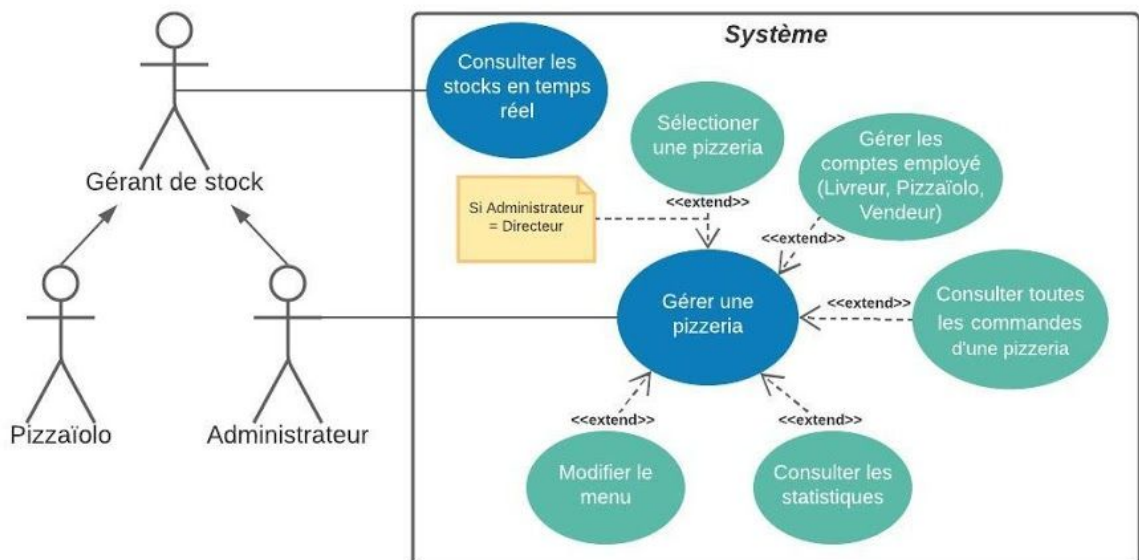 Système
Consulter les
stocks en temps
réel
Sélectioner
une pizzeria
Gérer les
comptes employé
(Livreur, Pizzaïolo,
Vendeur)
Gérant de stock
Si Administrateur
= Directeur
<<extend>>
<<extend>>
Gérer une
pizzeria
<<extend>>
Consulter toutes
les commandes
d'une pizzeria
Pizzaïolo
Administrateur
<<extend>>
<<extend>>
Modifier le
menu
Consulter les
statistiques